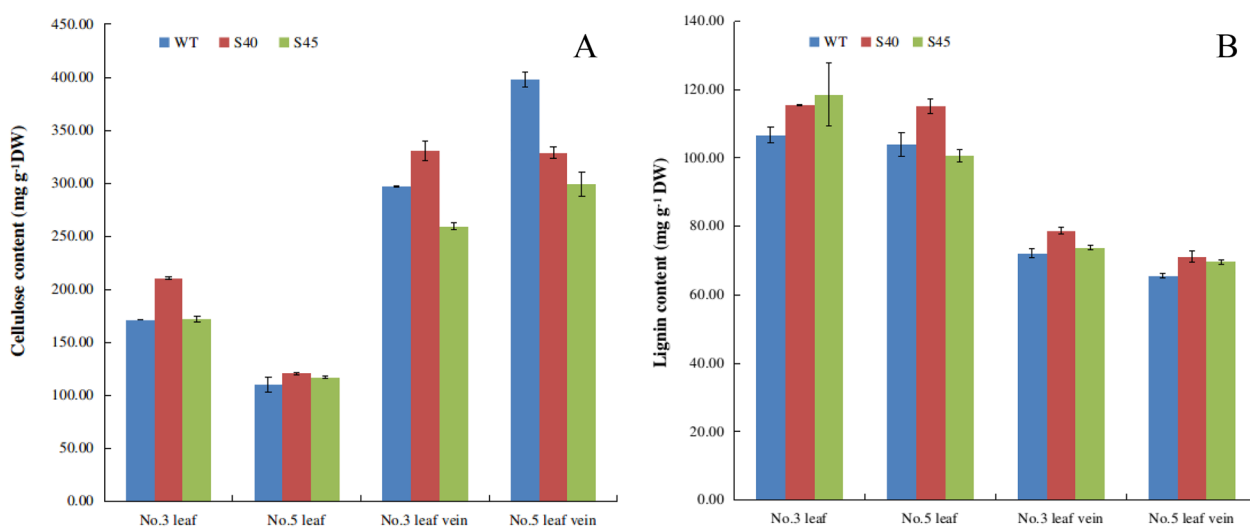 450.00
400.00
350.00
300.00
250.00
200.00
150.00
100.00
50.00
0.00
Cellulose content (mg g-1DW)
WT S40 S45
A
No.3 leaf No.5 leaf No.3 leaf vein No.5 leaf vein
140.00
120.00
100.00
80.00
60.00
40.00
20.00
0.00
Lignin content (mg g-1 DW)
WT S40 S45
B
No.3 leaf No.5 leaf No.3 leaf vein No.5 leaf vein